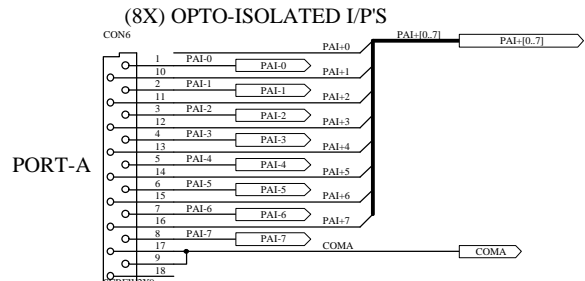 (8X) OPTO-ISOLATED I/P'S
CON6
PAI+0 PAI+[0..7] PAI+[0..7]
1 PAI-0 PAI-0
10 PAI+1
2 PAI-1 PAI-1
11 PAI+2
3 PAI-2 PAI-2
12 PAI+3
4 PAI-3 PAI-3
13 PAI+4
PORT-A 5 PAI-4 PAI-4
14 PAI+5
6 PAI-5 PAI-5
15 PAI+6
7 PAI-6 PAI-6
16 PAI+7
8 PAI-7 PAI-7
17 COMA COMA
9
18